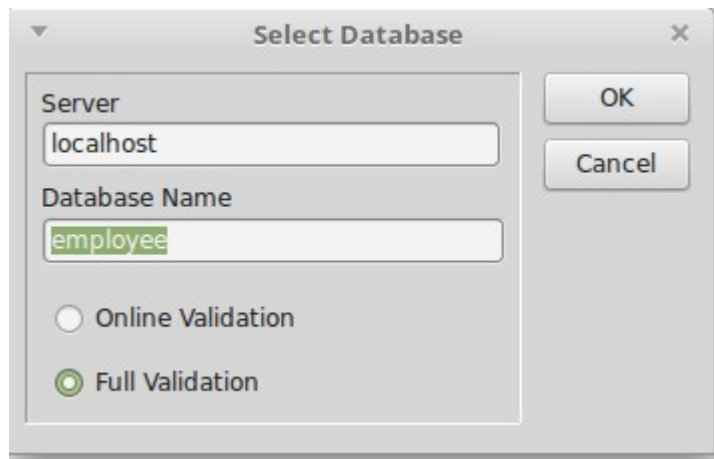 Select Database
Server
OK
localhost
Cancel
Database Name
employee
Online Validation
Full Validation